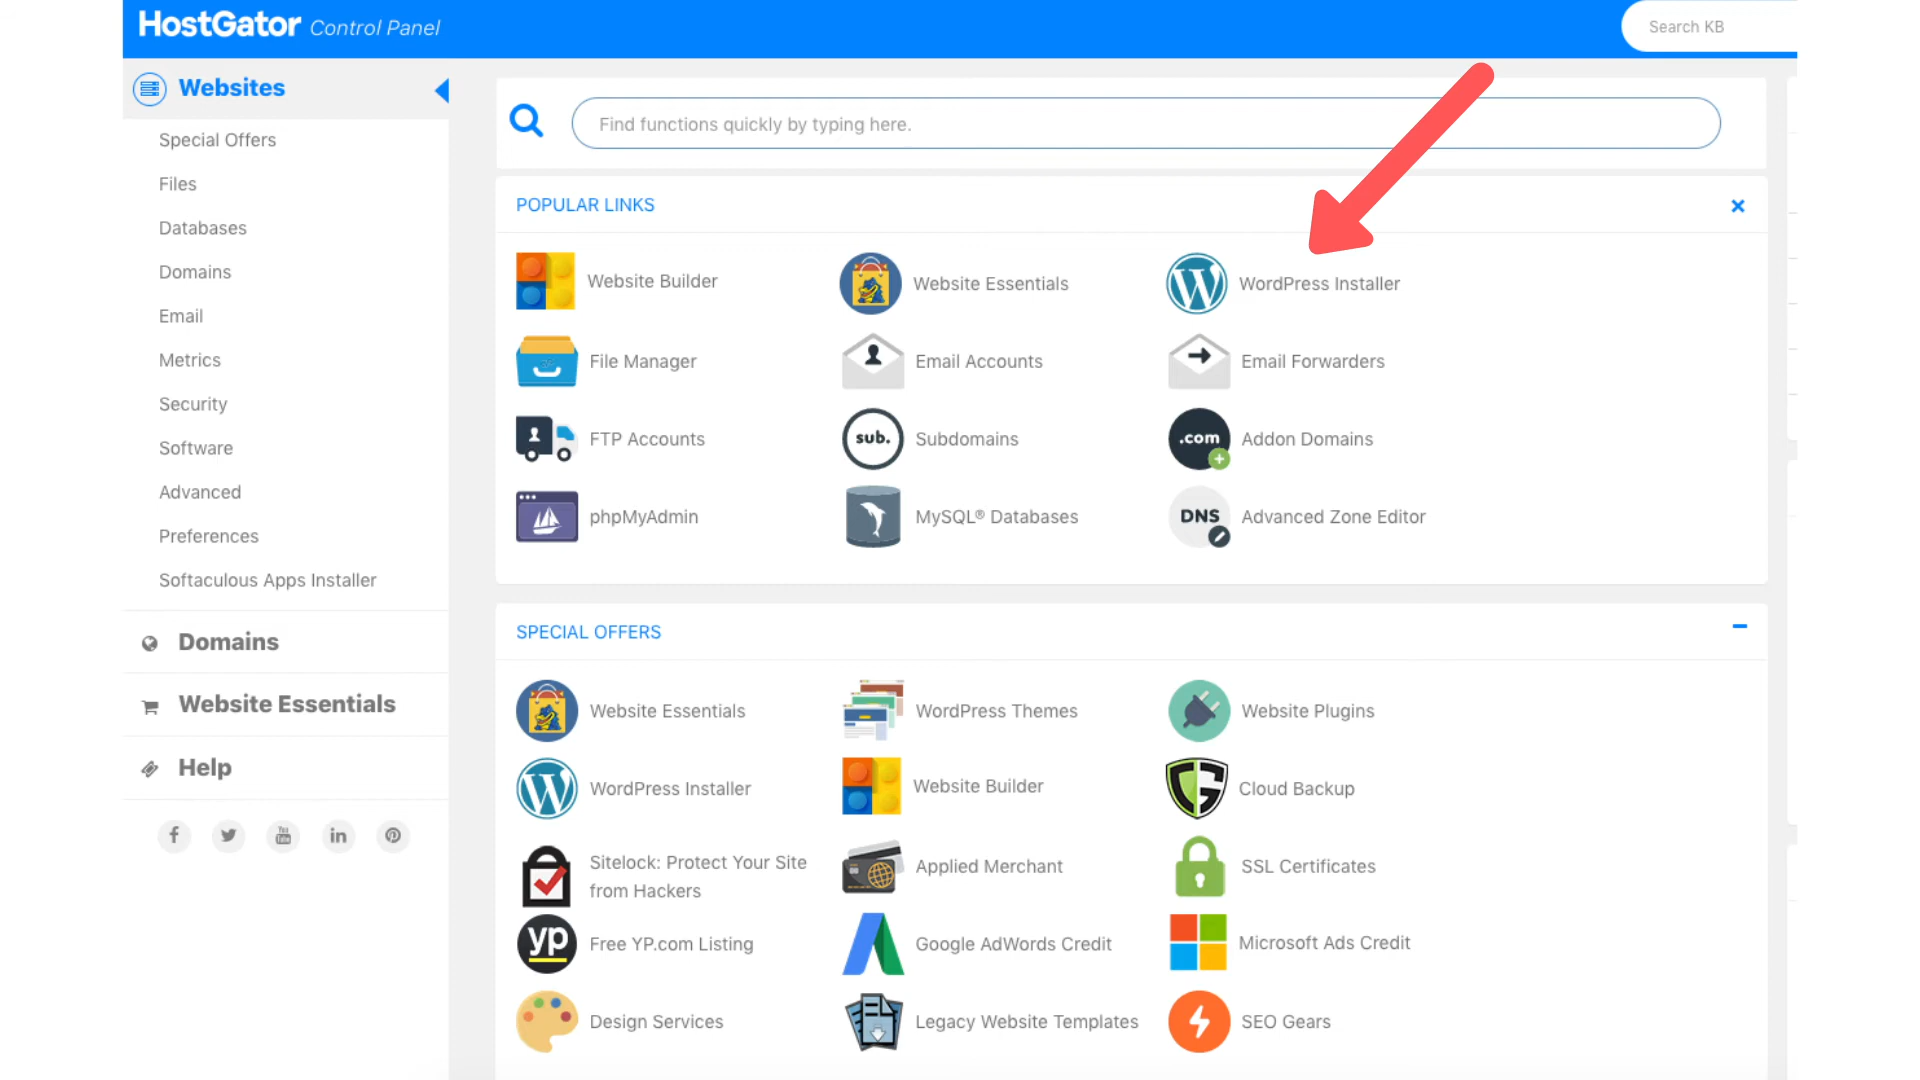 HostGator Control Panel
Search KB
Websites
Special Offers
Files
Databases
Domains
Email
Metrics
Security
Software
Advanced
Preferences
Softaculous Apps Installer
Domains
Website Essentials
Help
You Tube
Find functions quickly by typing here.
POPULAR LINKS
Website Builder
Website Essentials
WordPress Installer
File Manager
Email Accounts
Email Forwarders
FTP Accounts
sub.
Subdomains
.com
Addon Domains
phpMyAdmin
MySQL® Databases
DNS
Advanced Zone Editor
SPECIAL OFFERS
Website Essentials
WordPress Themes
Website Plugins
WordPress Installer
Website Builder
Cloud Backup
Sitelock: Protect Your Site
from Hackers
Applied Merchant
SSL Certificates
yp
Free YP.com Listing
Google AdWords Credit
Microsoft Ads Credit
Design Services
Legacy Website Templates
SEO Gears